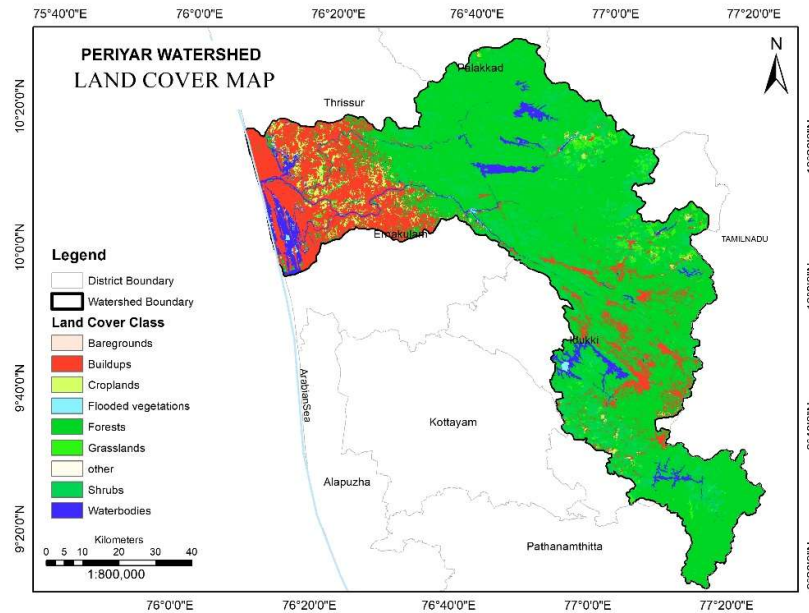 75°40'0"E 76°0'0"E 76°20'0"E 76°40'0"E 77°0'0"E 77°20'0"E
PERIYAR WATERSHED
LAND COVER MAP
N
Palakkad
Thrissur
10°20'0"N
10°0'0"N
9°40'0"N
9°20'0"N
Ernakulam
TAMILNADU
Idukki
ArabianSea
Kottayam
Alapuzha
Pathanamthitta
Legend
District Boundary
Watershed Boundary
Land Cover Class
Baregrounds
Buildups
Croplands
Flooded vegetations
Forests
Grasslands
other
Shrubs
Waterbodies
Kilometers
0 5 10 20 30 40
1:800,000
76°0'0"E 76°20'0"E 76°40'0"E 77°0'0"E 77°20'0"E